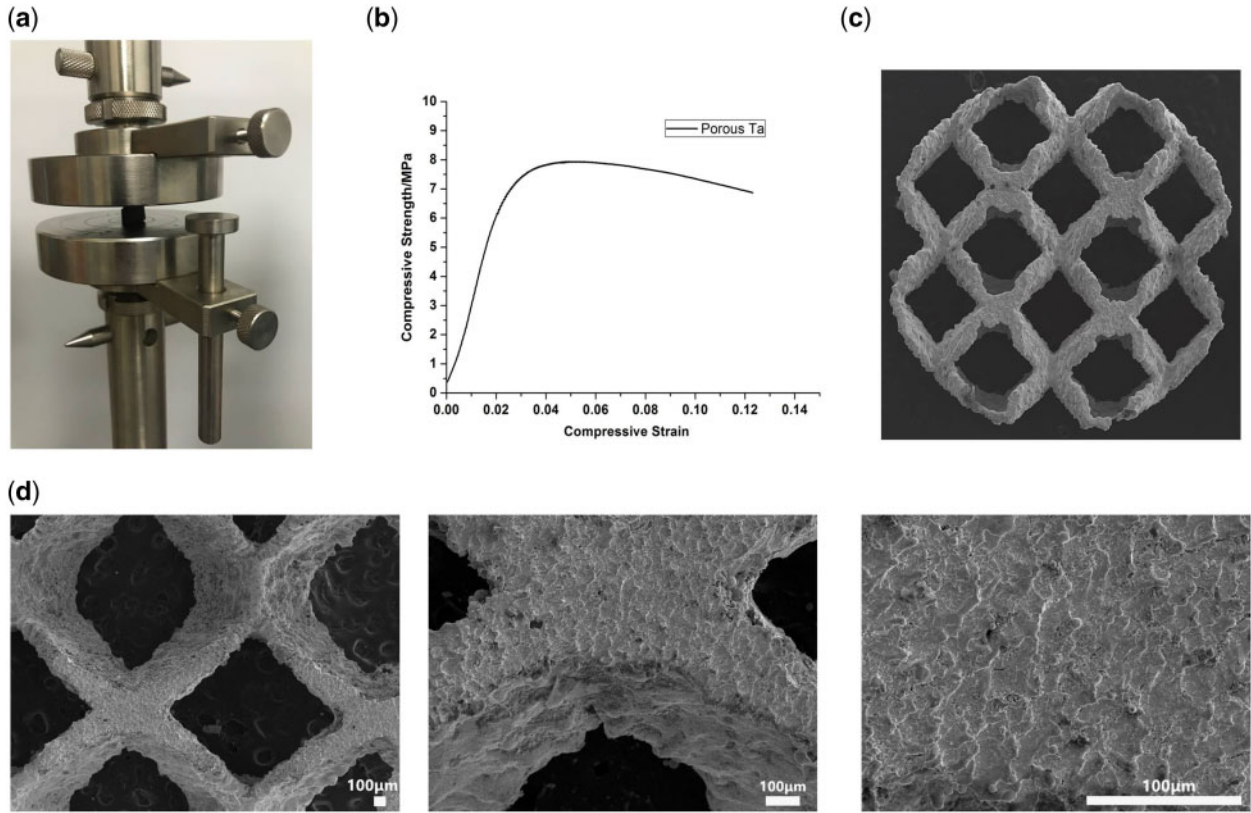 (a)
(b)
(c)
10
9
8
7
6
5
4
3
2
1
0
Compressive Strength/MPa
Porous Ta
0.00 0.02 0.04 0.06 0.08 0.10 0.12 0.14
Compressive Strain
(d)
100μm
100μm
100μm